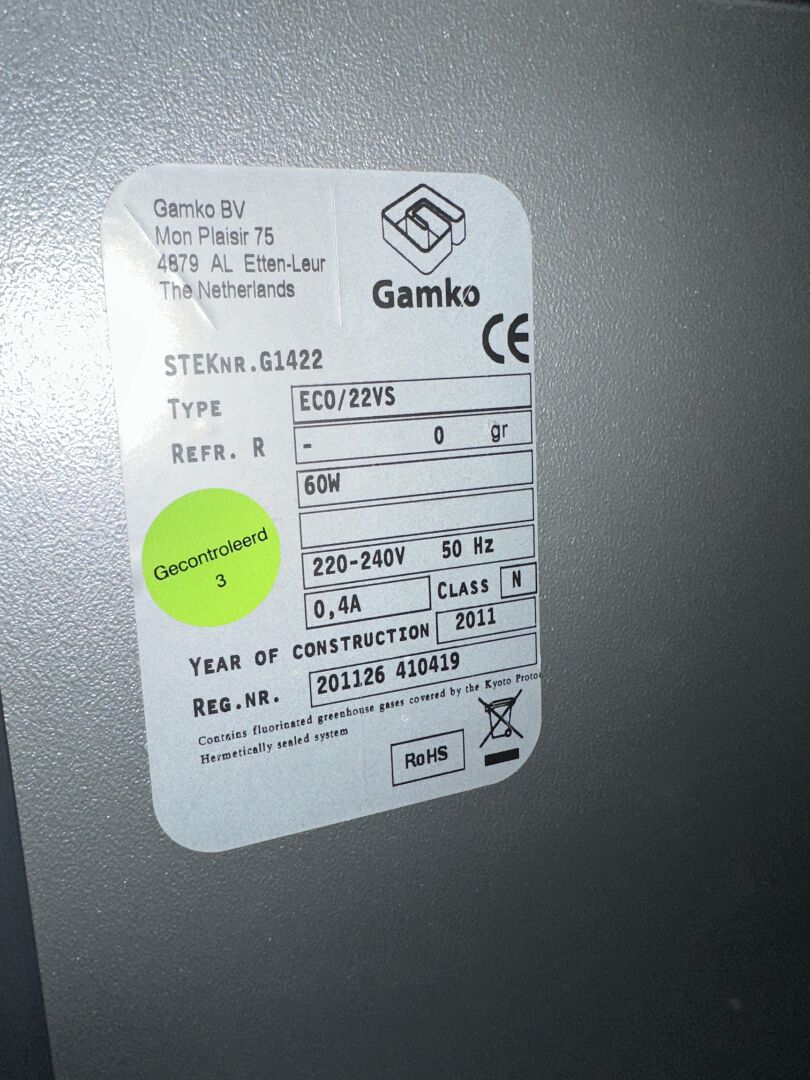 Gamko BV
Mon Plaisir 75
4879 AL Etten-Leur
The Netherlands
Gamko
CE
STEKNR.G1422
TYPE ECO/22VS
REFR. R - 0 gr
60W
Gecontroleerd
3
220-240V 50 Hz
0,4A CLASS N
YEAR OF CONSTRUCTION 2011
REG.NR. 201126 410419
Contains fluorinated greenhouse gases covered by the Kyoto
Hermetically sealed system
RoHS